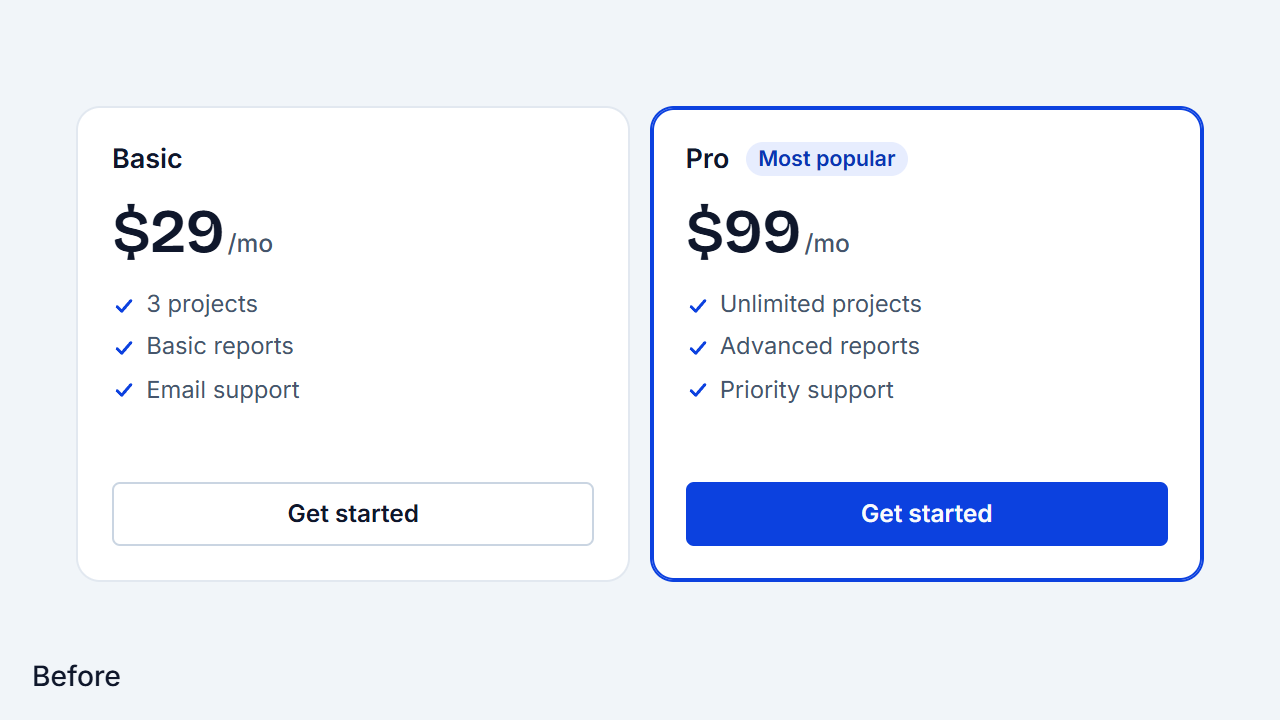 Basic
$29/mo
3 projects
Basic reports
Email support
Get started
Pro
Most popular
$99/mo
Unlimited projects
Advanced reports
Priority support
Get started
Before